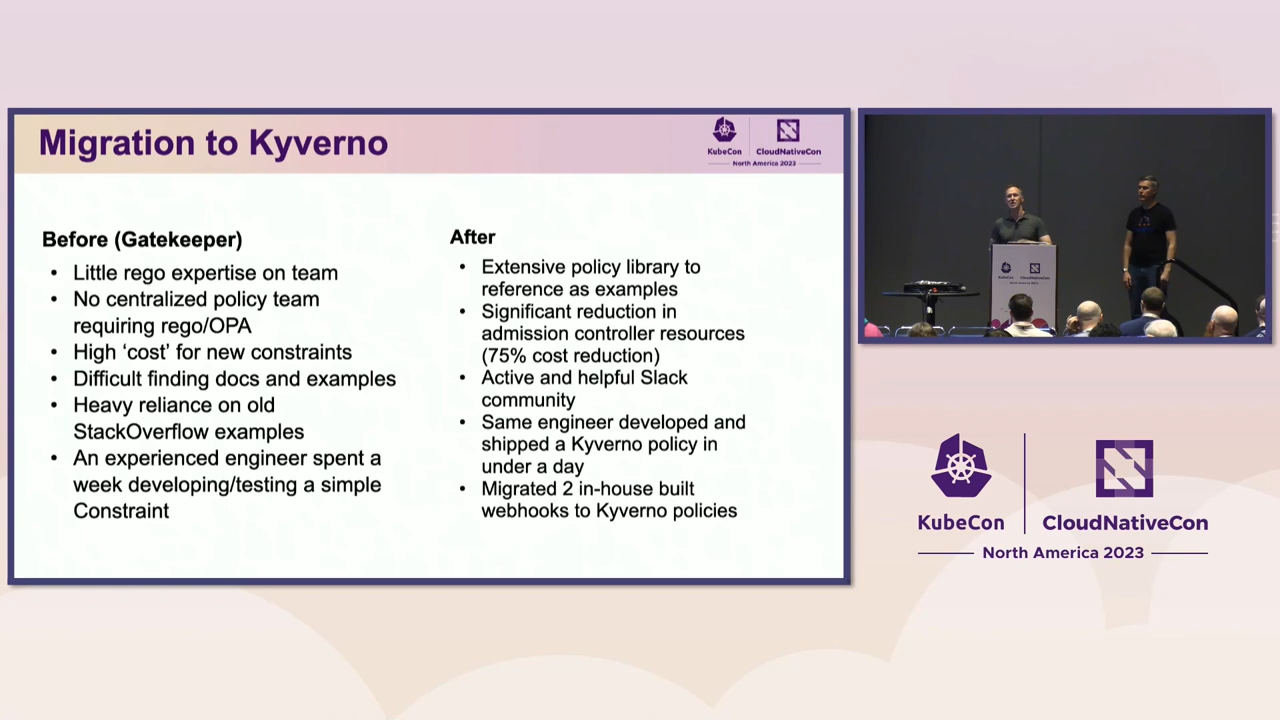 Migration to Kyverno
KubeCon
CloudNativeCon
North America 2023
Before (Gatekeeper)
• Little rego expertise on team
• No centralized policy team
requiring rego/OPA
• High ‘cost’ for new constraints
• Difficult finding docs and examples
• Heavy reliance on old
StackOverflow examples
• An experienced engineer spent a
week developing/testing a simple
Constraint
After
• Extensive policy library to
reference as examples
• Significant reduction in
admission controller resources
(75% cost reduction)
• Active and helpful Slack
community
• Same engineer developed and
shipped a Kyverno policy in
under a day
• Migrated 2 in-house built
webhooks to Kyverno policies
KubeCon
CloudNativeCon
North America 2023